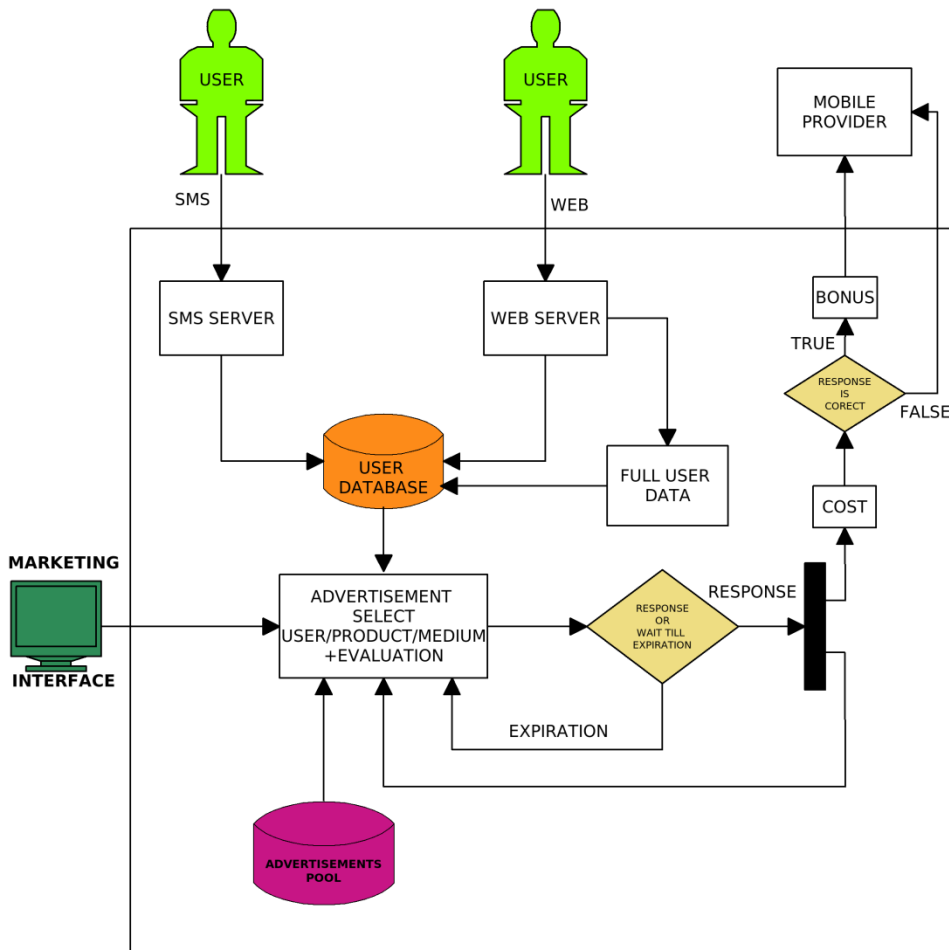 USER
USER
MOBILE
PROVIDER
SMS
WEB
SMS SERVER
WEB SERVER
BONUS
TRUE
RESPONSE
IS
CORECT
FALSE
USER
DATABASE
FULL USER
DATA
COST
MARKETING
INTERFACE
ADVERTISEMENT
SELECT
USER/PRODUCT/MEDIUM
+EVALUATION
RESPONSE
OR
WAIT TILL
EXPIRATION
RESPONSE
EXPIRATION
ADVERTISEMENTS
POOL